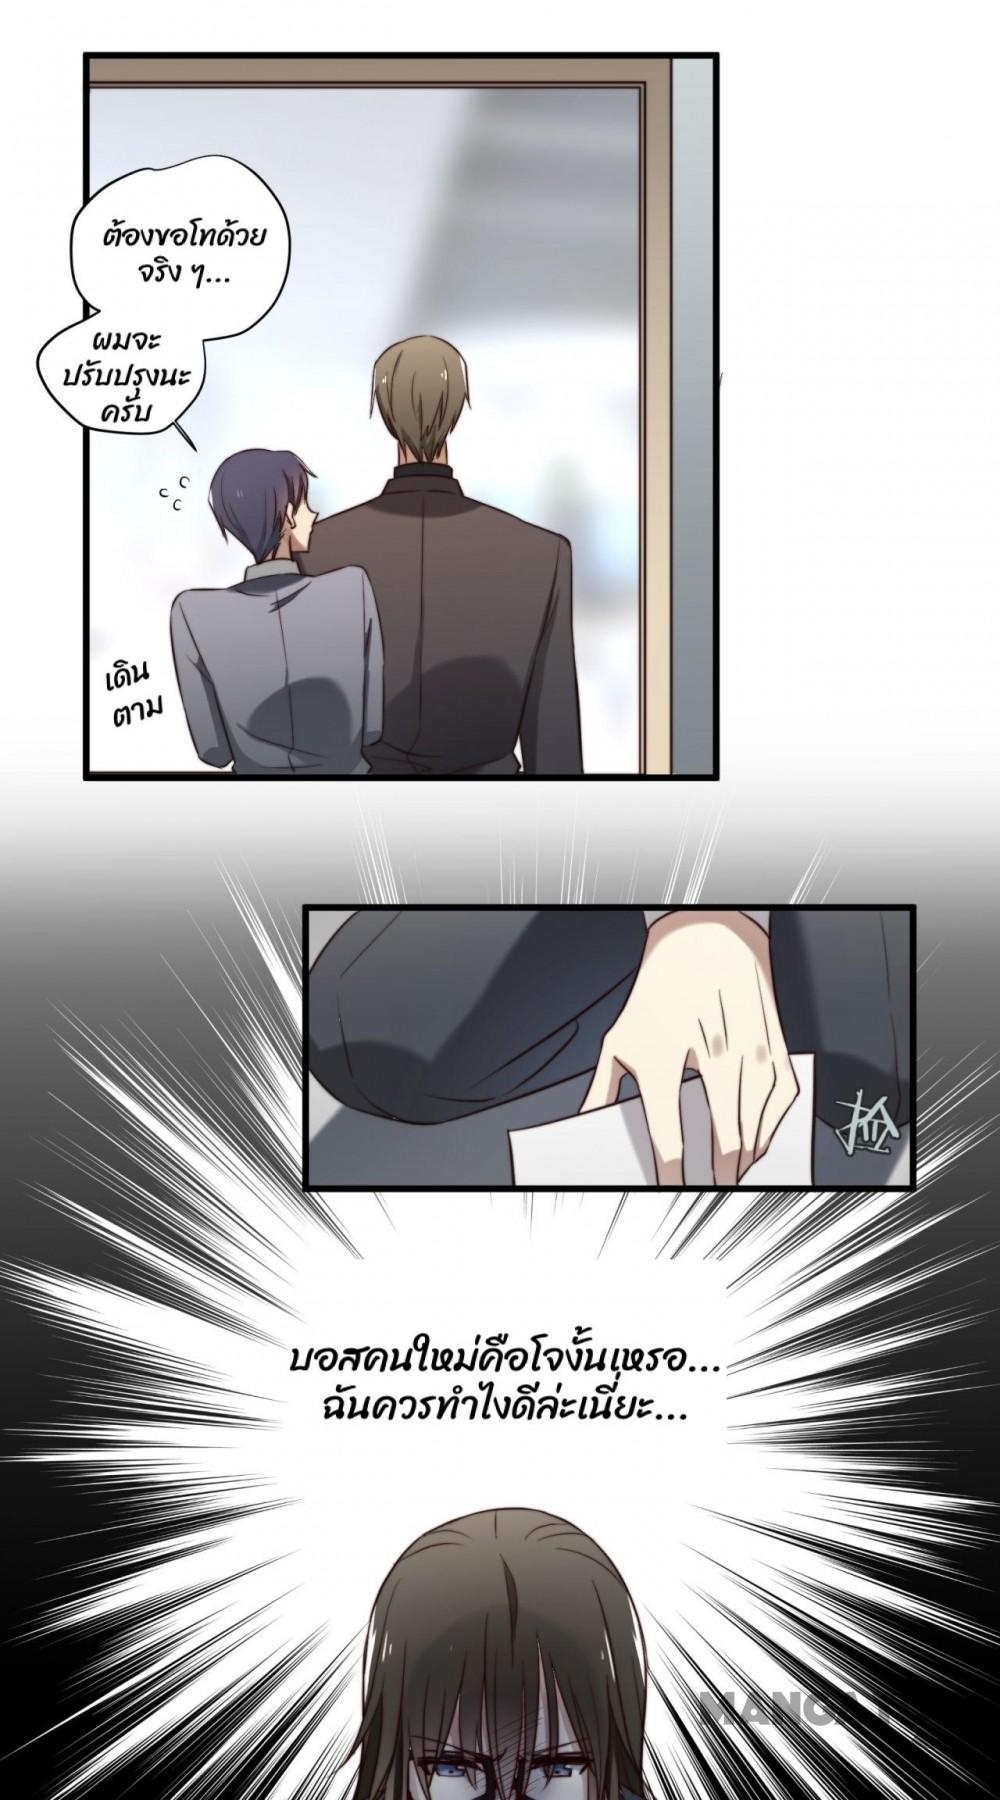 ต้องขอโทด้วย
จริง ๆ...
ผมจะ
ปรับปรุงนะ
ครับ
เดิน
ตาม
บอสคนใหม่คือโจงั้นเหรอ...
ฉันควรทำไงดีล่ะเนี่ยะ...